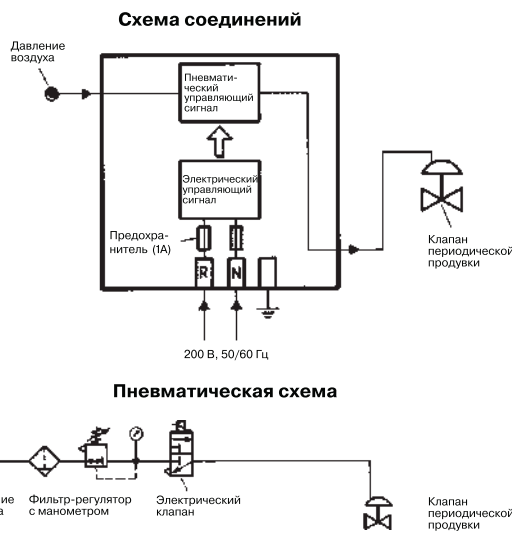 Схема соединений
Давление
воздуха
Пневмати-
ческий
управляющий
сигнал
Электрический
управляющий
сигнал
Предохра-
нитель (1А)
R
N
Клапан
периодической
продувки
200 В, 50/60 Гц
Пневматическая схема
Фильтр-регулятор
с манометром
Электрический
клапан
Клапан
периодической
продувки